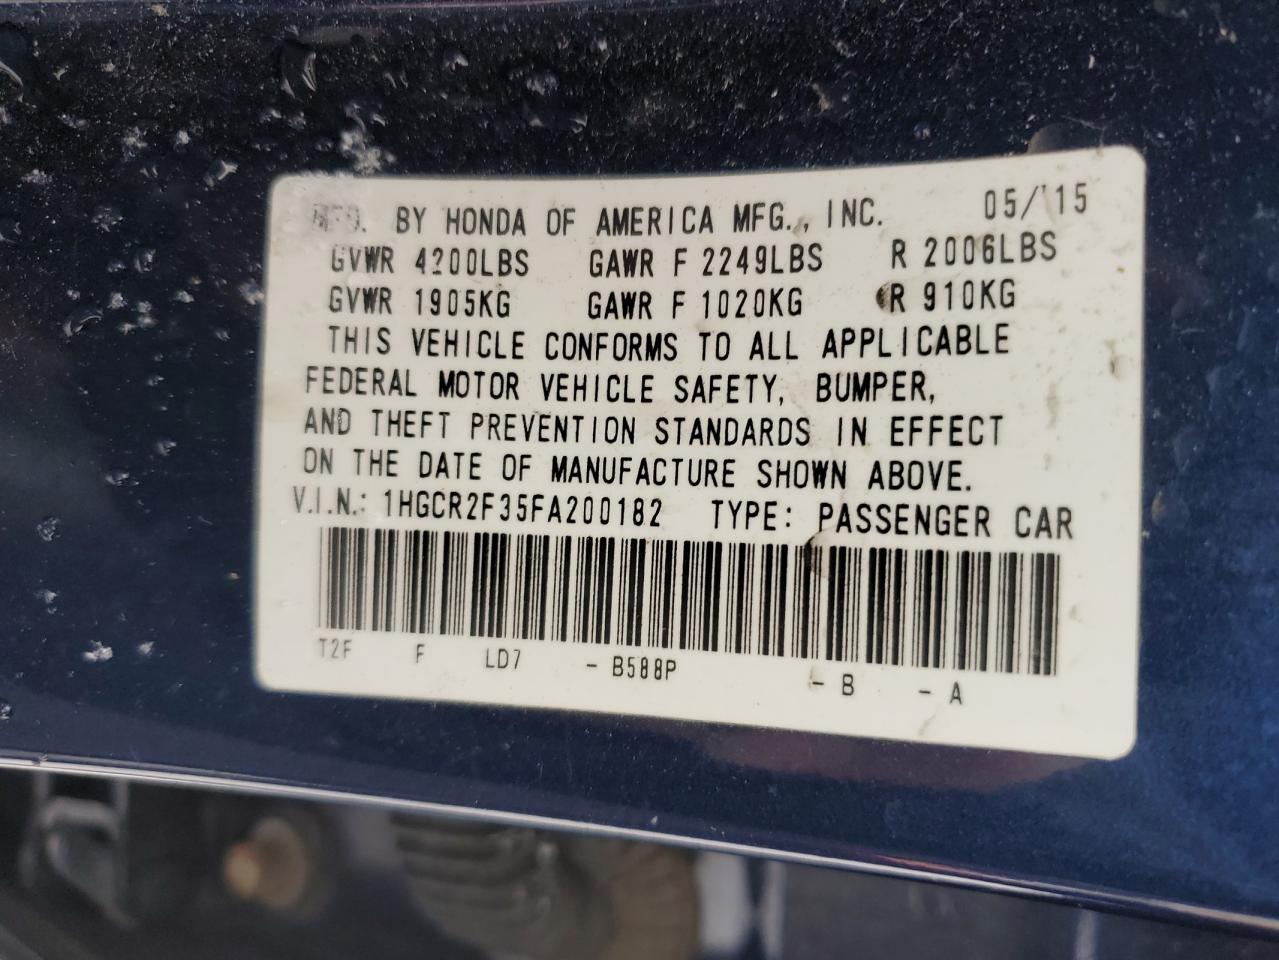 MFD. BY HONDA OF AMERICA MFG., INC. 05/'15
GVWR 4200LBS GAWR F 2249LBS R 2006LBS
GVWR 1905KG GAWR F 1020KG R 910KG
THIS VEHICLE CONFORMS TO ALL APPLICABLE
FEDERAL MOTOR VEHICLE SAFETY, BUMPER,
AND THEFT PREVENTION STANDARDS IN EFFECT
ON THE DATE OF MANUFACTURE SHOWN ABOVE.
V.I.N.: 1HGCR2F35FA200182 TYPE: PASSENGER CAR
T2F F LD7 - B588P - B - A